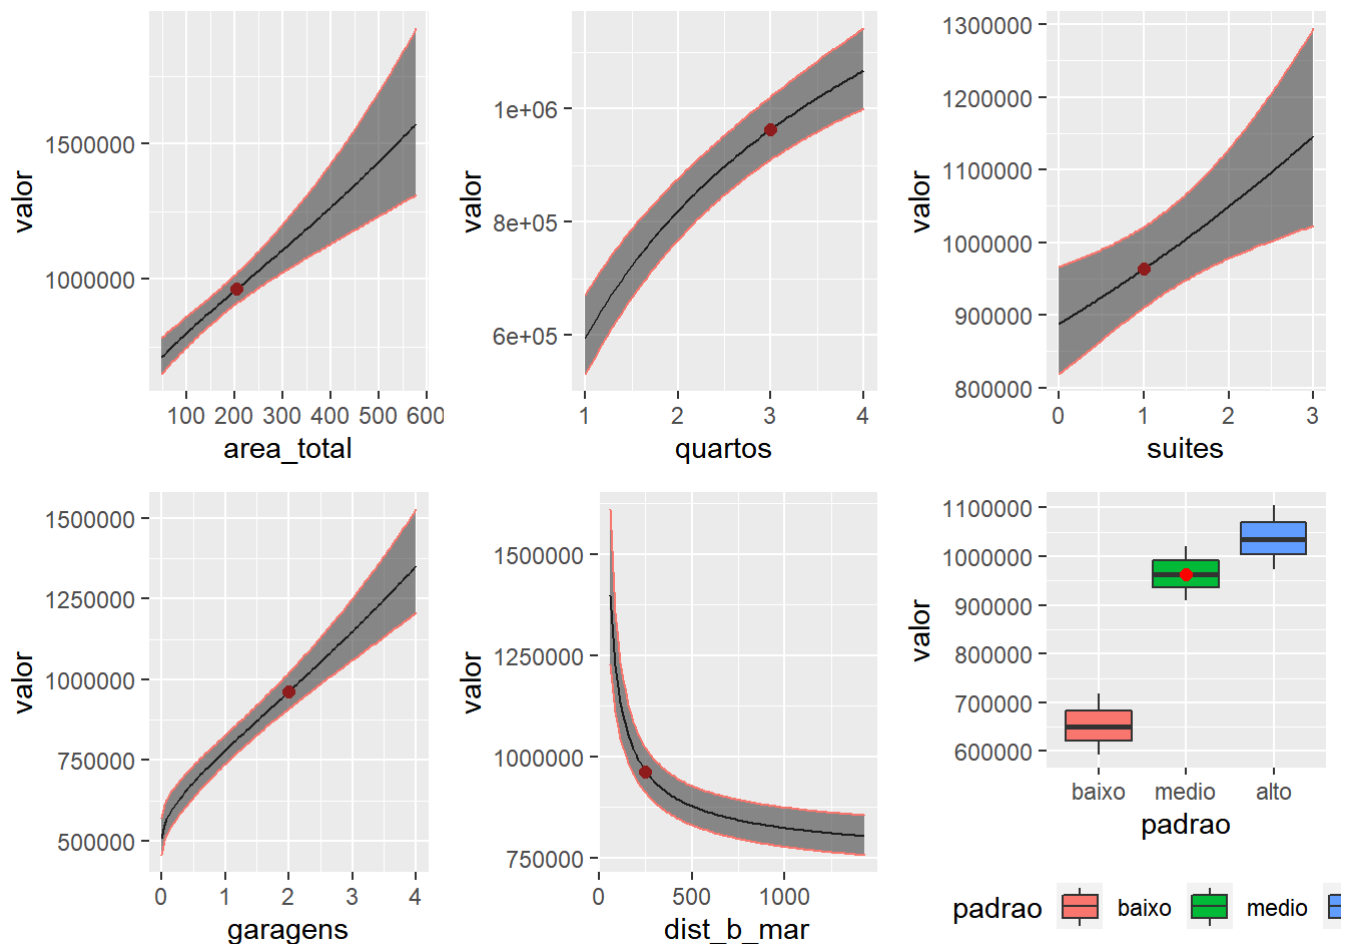 valor
1500000
1000000
100 200 300 400 500 600
area_total
valor
1e+06
8e+05
6e+05
1 2 3 4
quartos
valor
1300000
1200000
1100000
1000000
900000
800000
0 1 2 3
suites
valor
1500000
1250000
1000000
750000
500000
0 1 2 3 4
garagens
valor
1500000
1250000
1000000
750000
0 500 1000
dist_b_mar
valor
1100000
1000000
900000
800000
700000
600000
baixo medio alto
padrao
padrao baixo medio